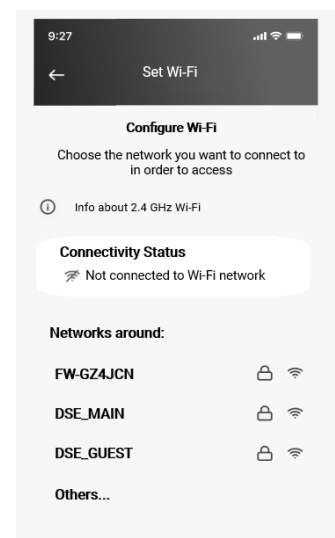 9:27
Set Wi-Fi
Configure Wi-Fi
Choose the network you want to connect to
in order to access
Info about 2.4 GHz Wi-Fi
Connectivity Status
Not connected to Wi-Fi network
Networks around:
FW-GZ4JCN
DSE_MAIN
DSE_GUEST
Others...